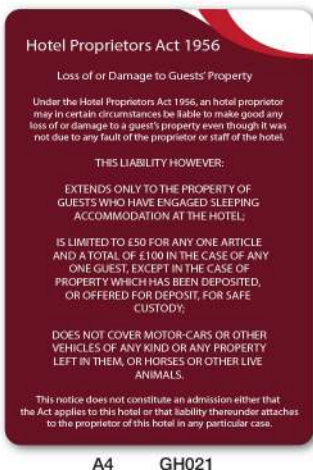 Hotel Proprietors Act 1956
Loss of or Damage to Guests' Property
Under the Hotel Proprietors Act 1956, an hotel proprietor
may in certain circumstances be liable to make good any
loss of or damage to a guest's property even though it was
not due to any fault of the proprietor or staff of the hotel.
THIS LIABILITY HOWEVER:
EXTENDS ONLY TO THE PROPERTY OF
GUESTS WHO HAVE ENGAGED SLEEPING
ACCOMMODATION AT THE HOTEL;
IS LIMITED TO £50 FOR ANY ONE ARTICLE
AND A TOTAL OF £100 IN THE CASE OF ANY
ONE GUEST, EXCEPT IN THE CASE OF
PROPERTY WHICH HAS BEEN DEPOSITED,
OR OFFERED FOR DEPOSIT, FOR SAFE
CUSTODY;
DOES NOT COVER MOTOR-CARS OR OTHER
VEHICLES OF ANY KIND OR ANY PROPERTY
LEFT IN THEM, OR HORSES OR OTHER LIVE
ANIMALS.
This notice does not constitute an admission either that
the Act applies to this hotel or that liability thereunder attaches
to the proprietor of this hotel in any particular case.
A4 GH021